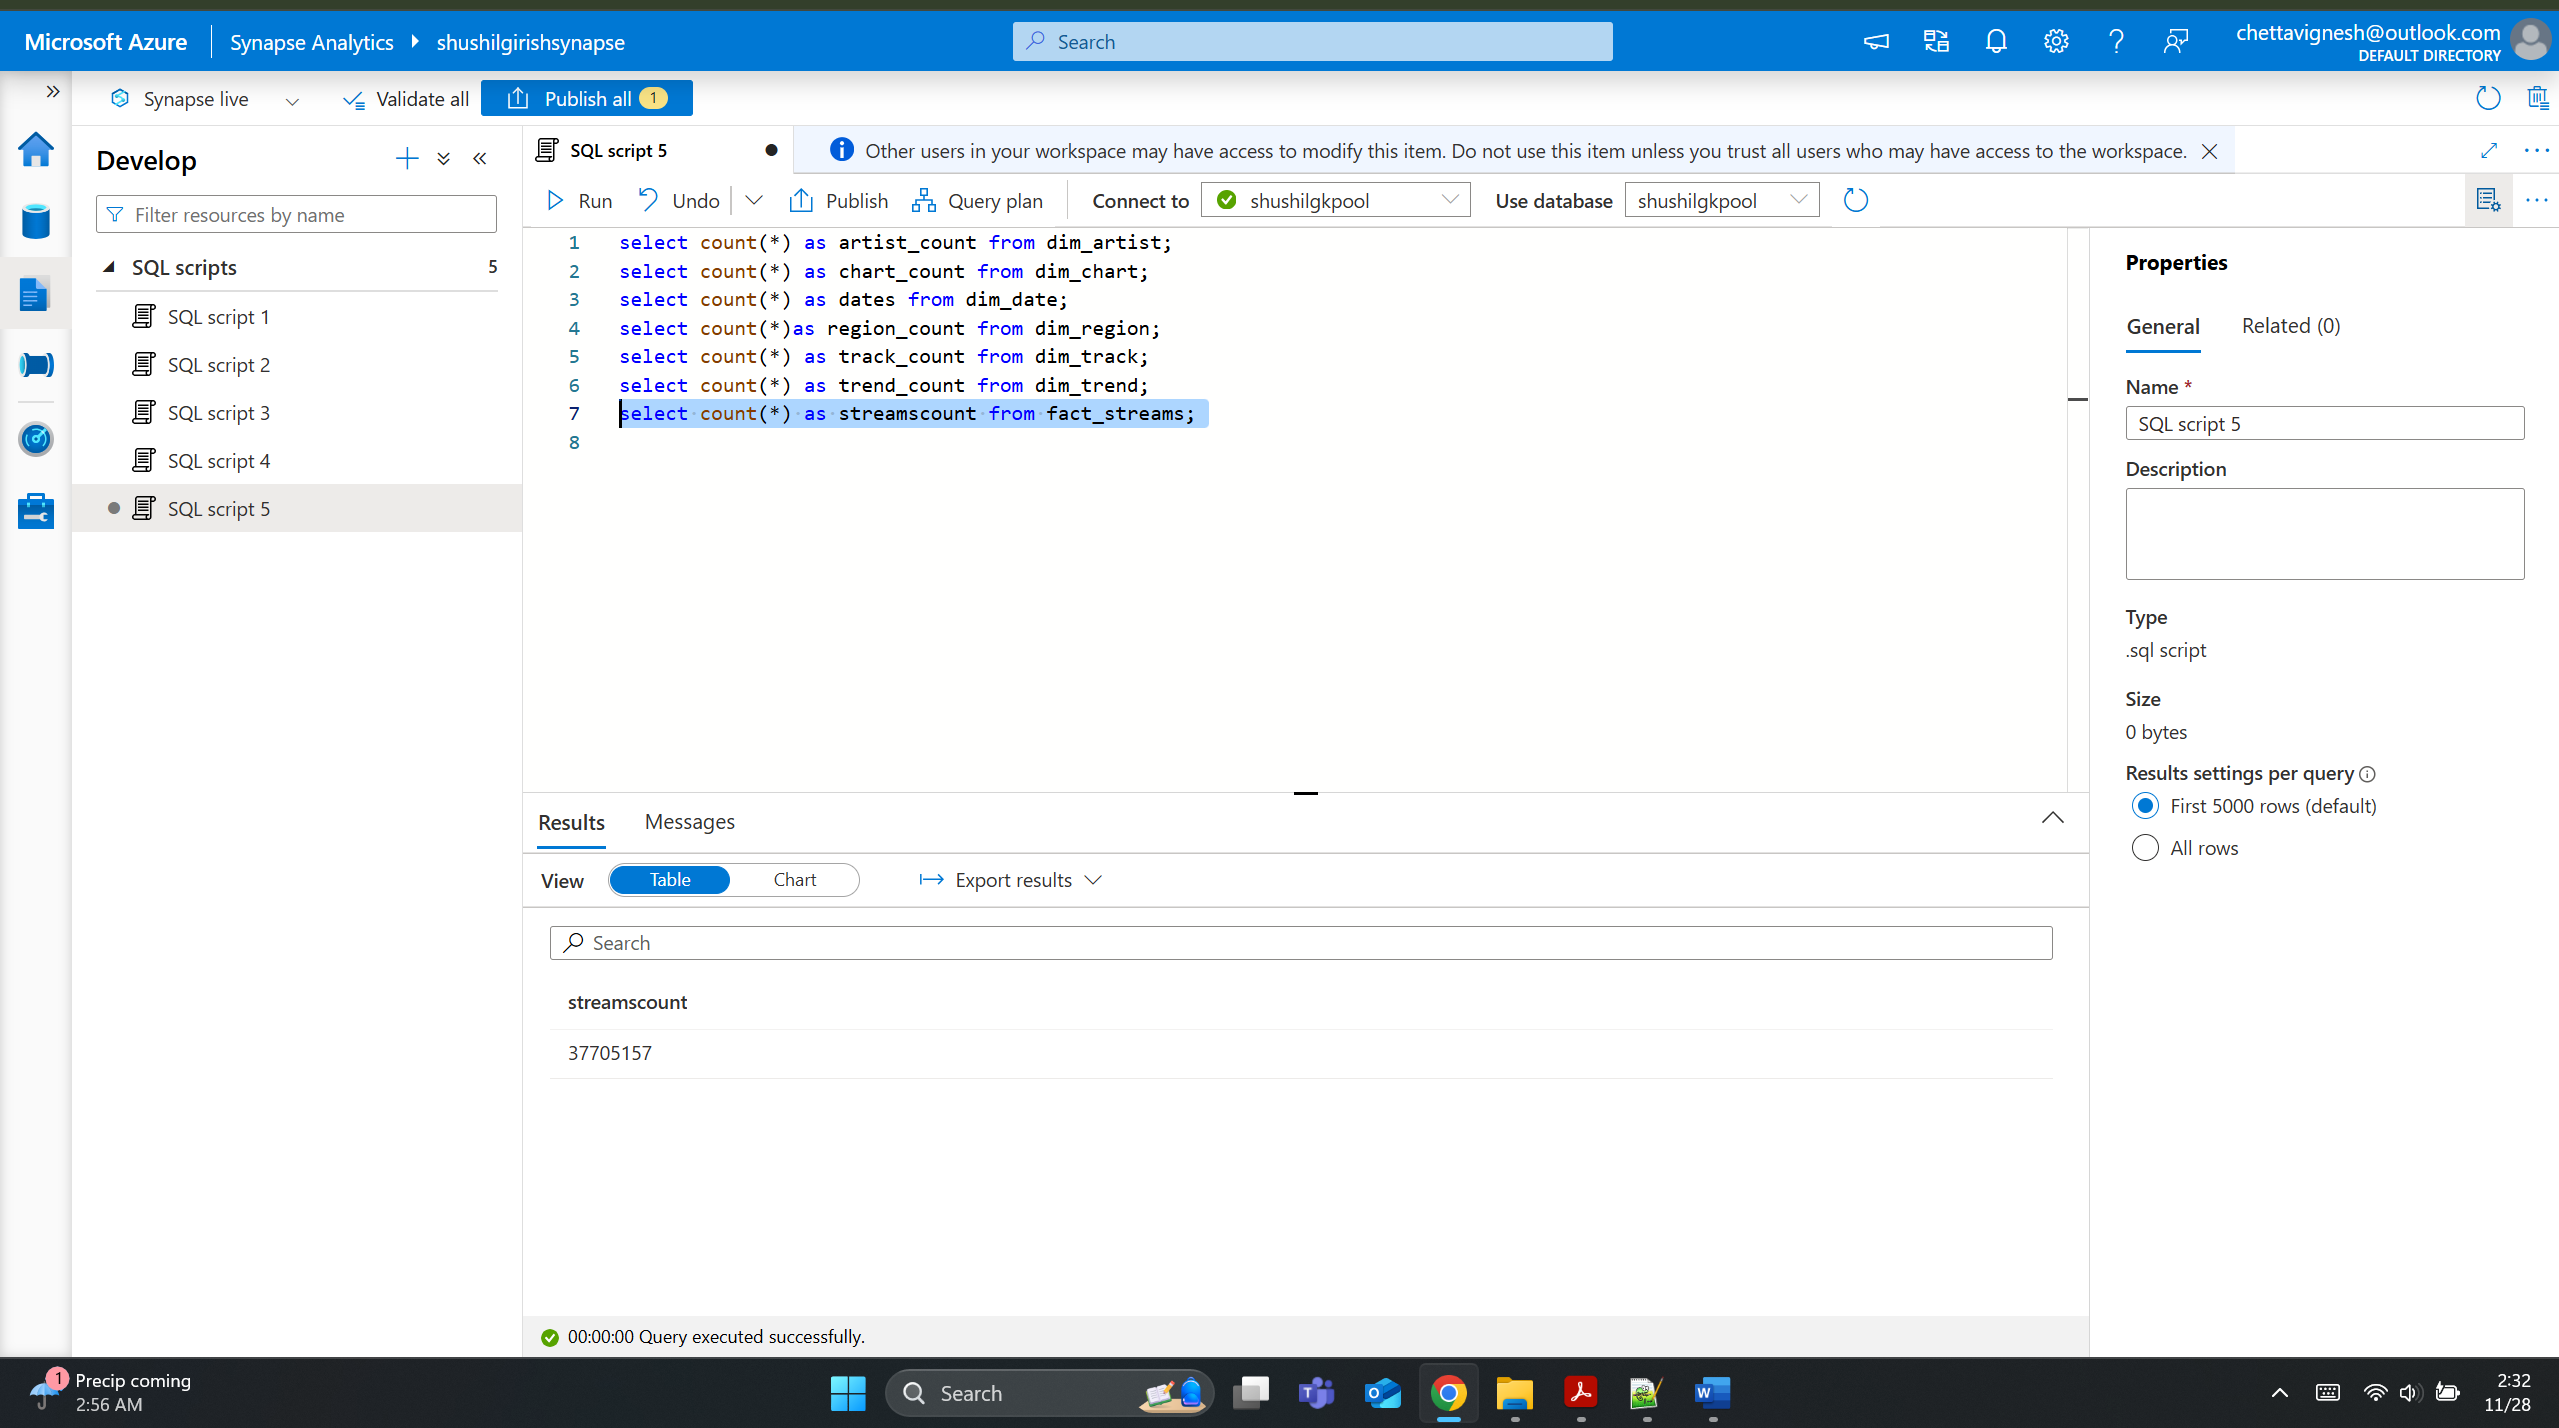 Microsoft Azure
Synapse Analytics
shushilgirishsynapse
Search
chettavignesh@outlook.com
DEFAULT DIRECTORY
Synapse live
Validate all
Publish all 1
Develop
Filter resources by name
SQL scripts 5
SQL script 1
SQL script 2
SQL script 3
SQL script 4
SQL script 5
SQL script 5
Other users in your workspace may have access to modify this item. Do not use this item unless you trust all users who may have access to the workspace.
Run Undo Publish Query plan Connect to shushilgkpool Use database shushilgkpool
1 select count(*) as artist_count from dim_artist;
2 select count(*) as chart_count from dim_chart;
3 select count(*) as dates from dim_date;
4 select count(*)as region_count from dim_region;
5 select count(*) as track_count from dim_track;
6 select count(*) as trend_count from dim_trend;
7 select count(*) as streamscount from fact_streams;
8
Results Messages
View Table Chart Export results
Search
streamscount
37705157
00:00:00 Query executed successfully.
Properties
General Related (0)
Name *
SQL script 5
Description
Type
.sql script
Size
0 bytes
Results settings per query
First 5000 rows (default)
All rows
1
Precip coming
2:56 AM
Search
2:32
11/28